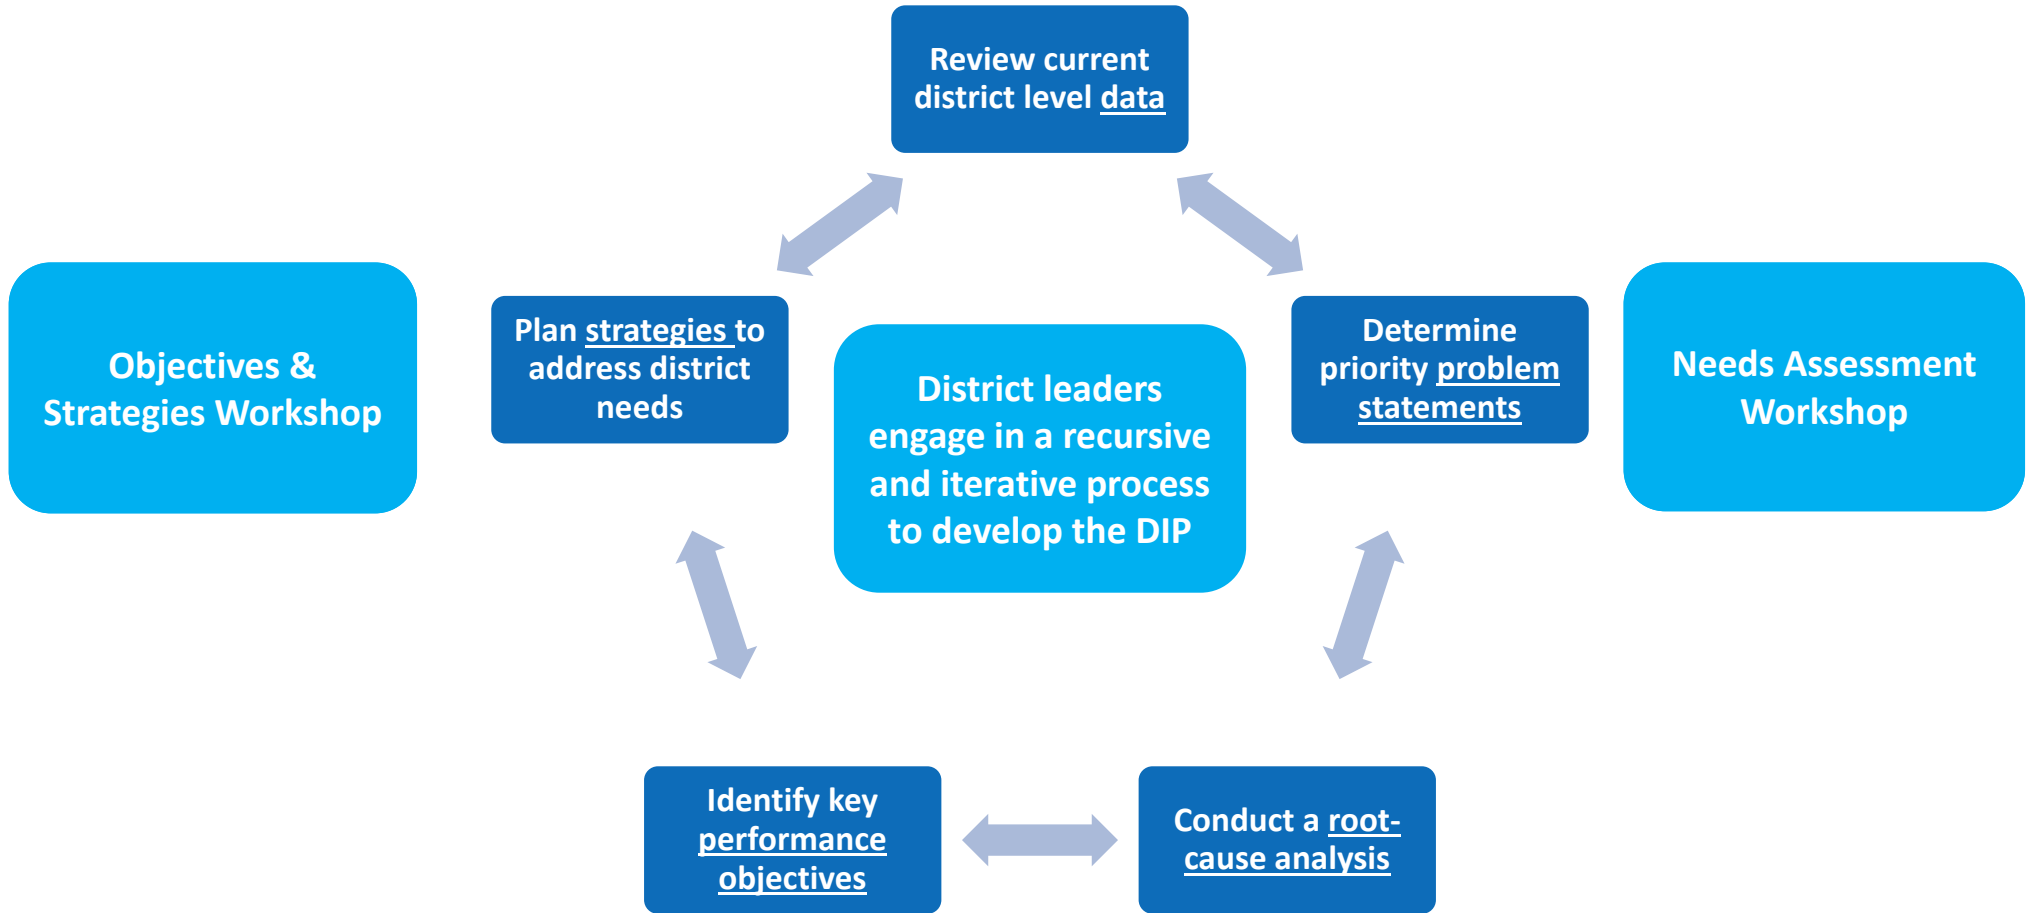 Review current
district level data
Objectives &
Strategies Workshop
Plan strategies to
address district
needs
District leaders
engage in a recursive
and iterative process
to develop the DIP
Determine
priority problem
statements
Needs Assessment
Workshop
Identify key
performance
objectives
Conduct a root-
cause analysis